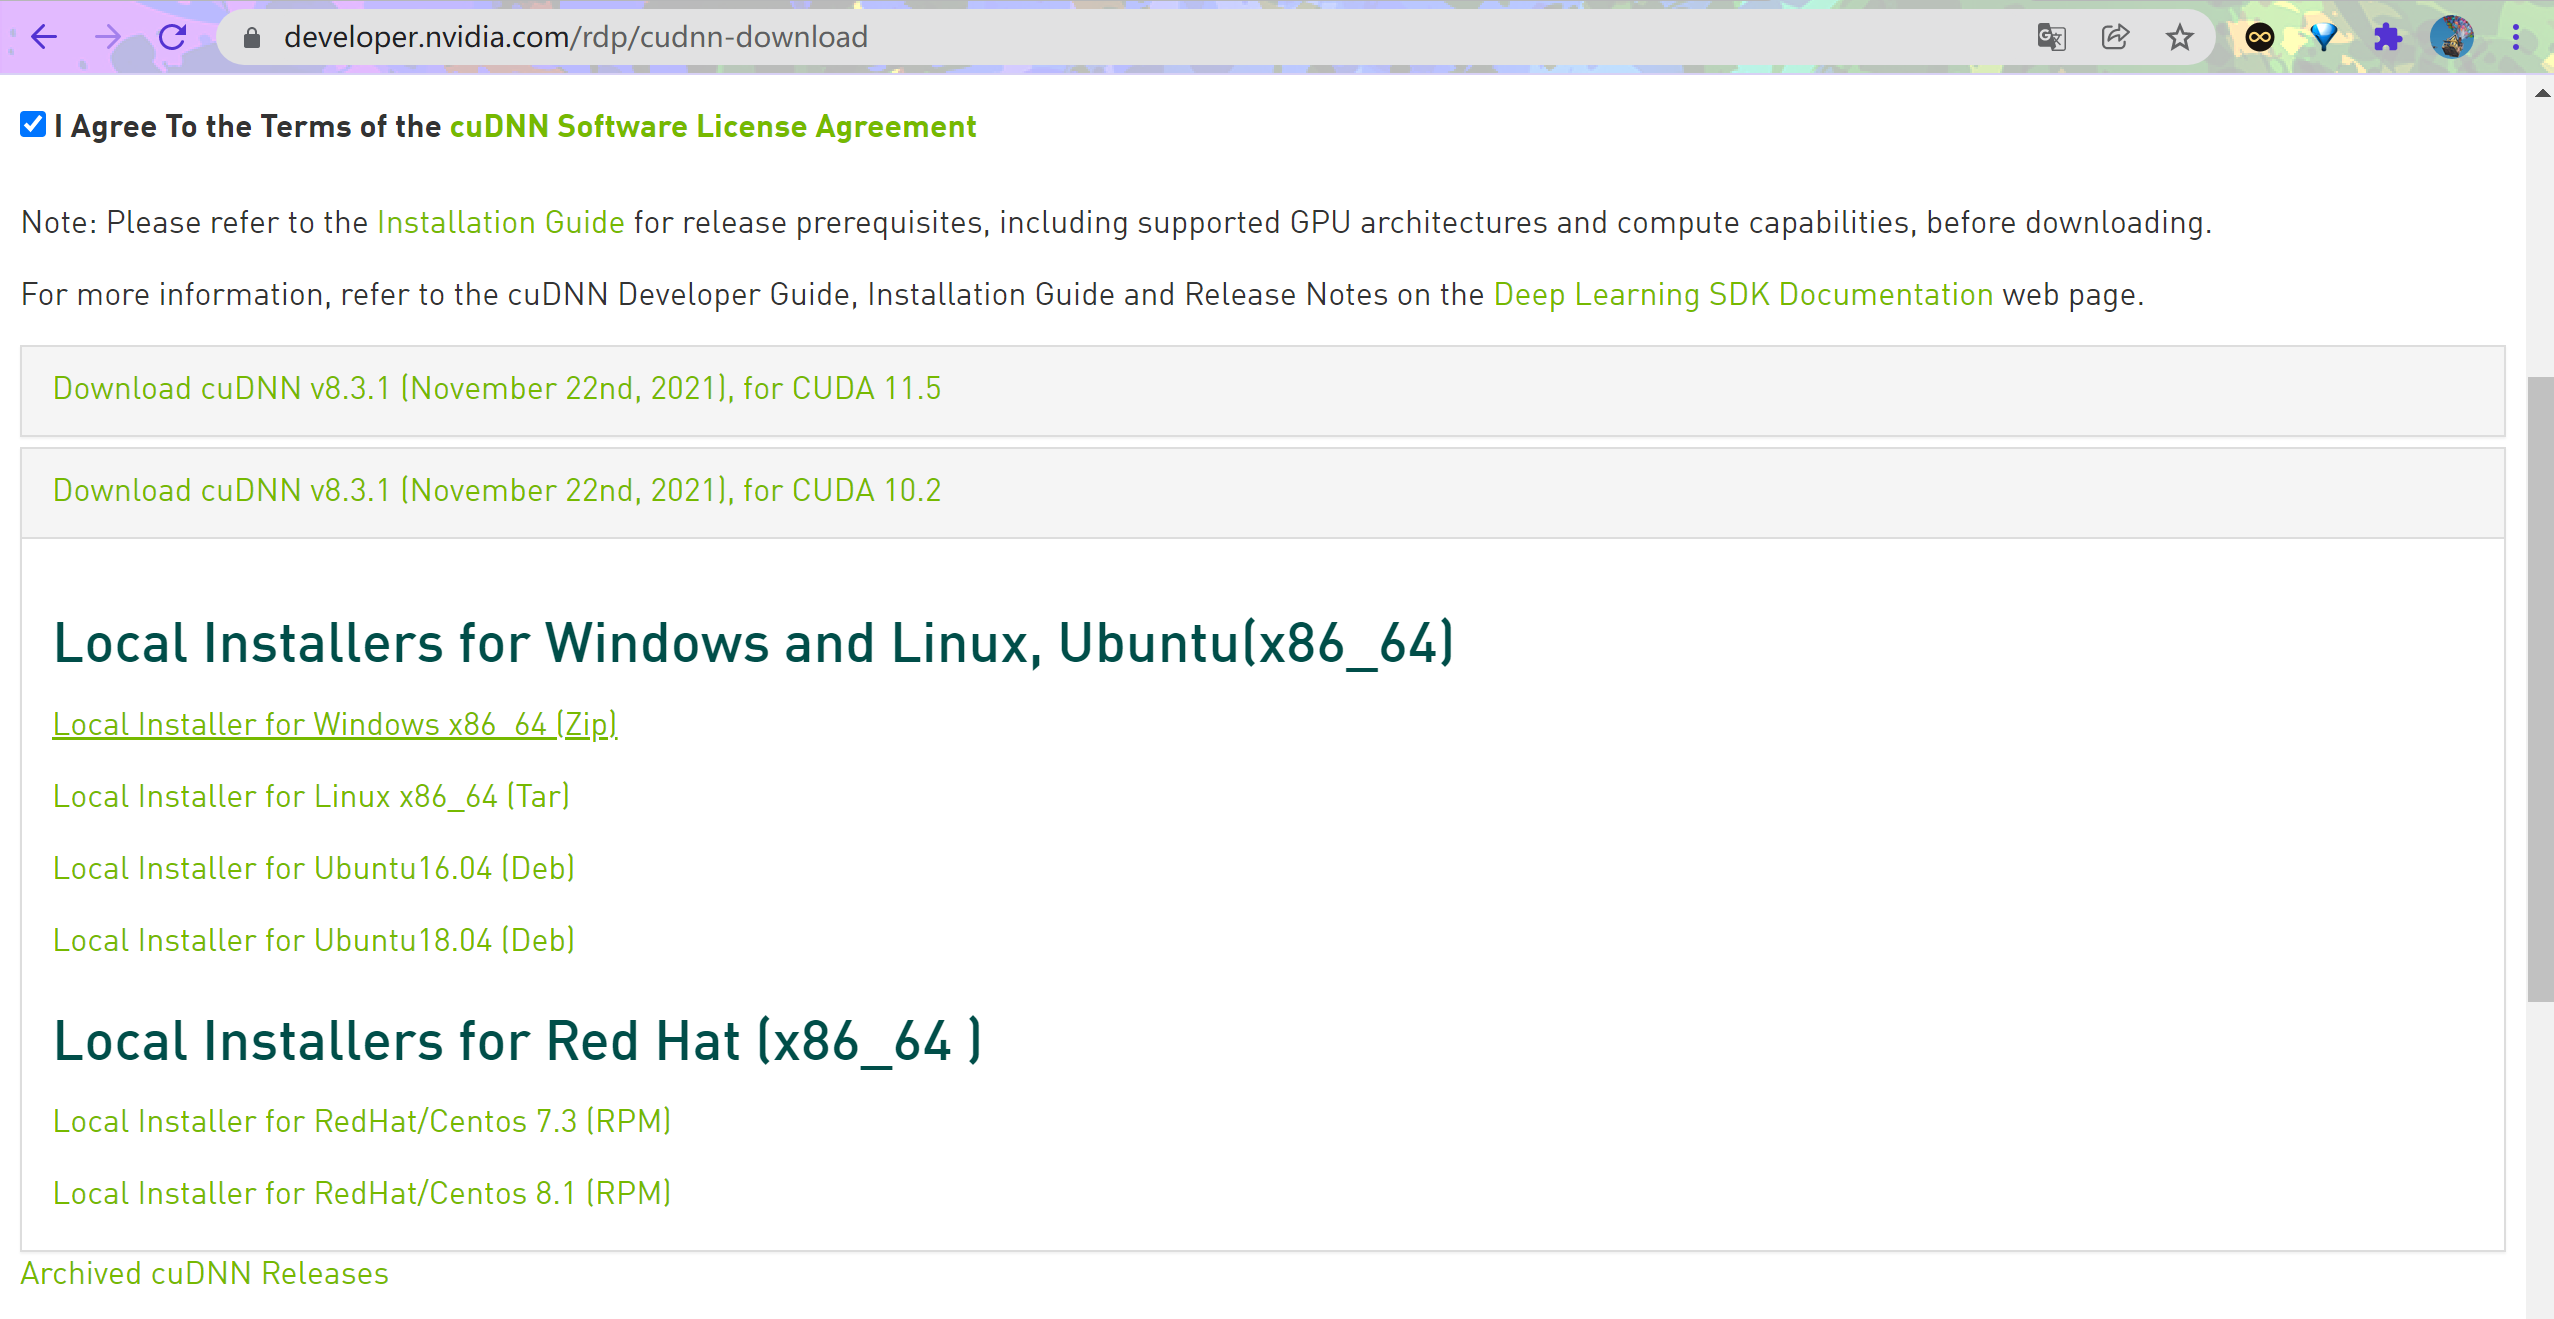 developer.nvidia.com/rdp/cudnn-download
I Agree To the Terms of the cuDNN Software License Agreement
Note: Please refer to the Installation Guide for release prerequisites, including supported GPU architectures and compute capabilities, before downloading.
For more information, refer to the cuDNN Developer Guide, Installation Guide and Release Notes on the Deep Learning SDK Documentation web page.
Download cuDNN v8.3.1 (November 22nd, 2021), for CUDA 11.5
Download cuDNN v8.3.1 (November 22nd, 2021), for CUDA 10.2
Local Installers for Windows and Linux, Ubuntu(x86_64)
Local Installer for Windows x86_64 (Zip)
Local Installer for Linux x86_64 (Tar)
Local Installer for Ubuntu16.04 (Deb)
Local Installer for Ubuntu18.04 (Deb)
Local Installers for Red Hat (x86_64 )
Local Installer for RedHat/Centos 7.3 (RPM)
Local Installer for RedHat/Centos 8.1 (RPM)
Archived cuDNN Releases